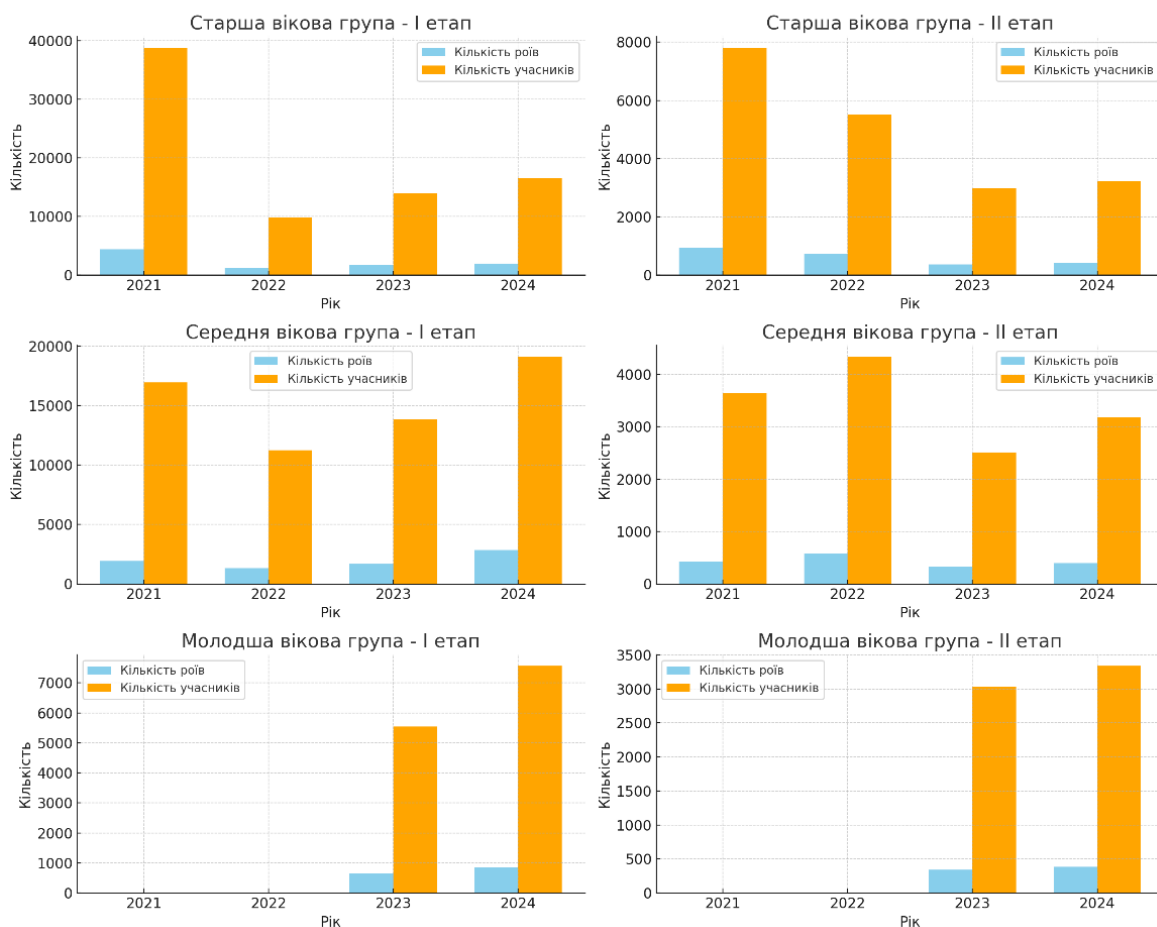 Старша вікова група - I етап
Кількість
40000
30000
20000
10000
0
Кількість роїв
Кількість учасників
2021 2022 2023 2024
Рік
Старша вікова група - II етап
Кількість
8000
6000
4000
2000
0
Кількість роїв
Кількість учасників
2021 2022 2023 2024
Рік
Середня вікова група - I етап
Кількість
20000
15000
10000
5000
0
Кількість роїв
Кількість учасників
2021 2022 2023 2024
Рік
Середня вікова група - II етап
Кількість
4000
3000
2000
1000
0
Кількість роїв
Кількість учасників
2021 2022 2023 2024
Рік
Молодша вікова група - I етап
Кількість
7000
6000
5000
4000
3000
2000
1000
0
Кількість роїв
Кількість учасників
2021 2022 2023 2024
Рік
Молодша вікова група - II етап
Кількість
3500
3000
2500
2000
1500
1000
500
0
Кількість роїв
Кількість учасників
2021 2022 2023 2024
Рік